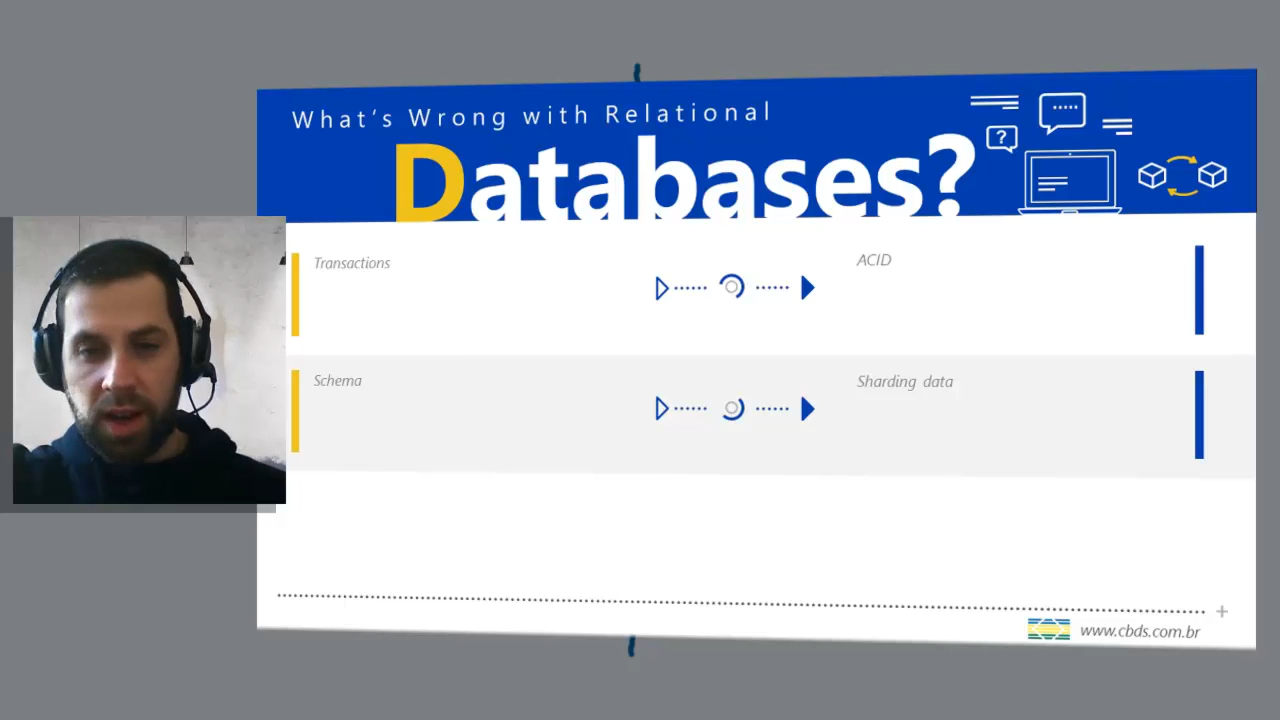 What's Wrong with Relational
Databases?
?
Transactions
ACID
Schema
Sharding data
www.cbds.com.br